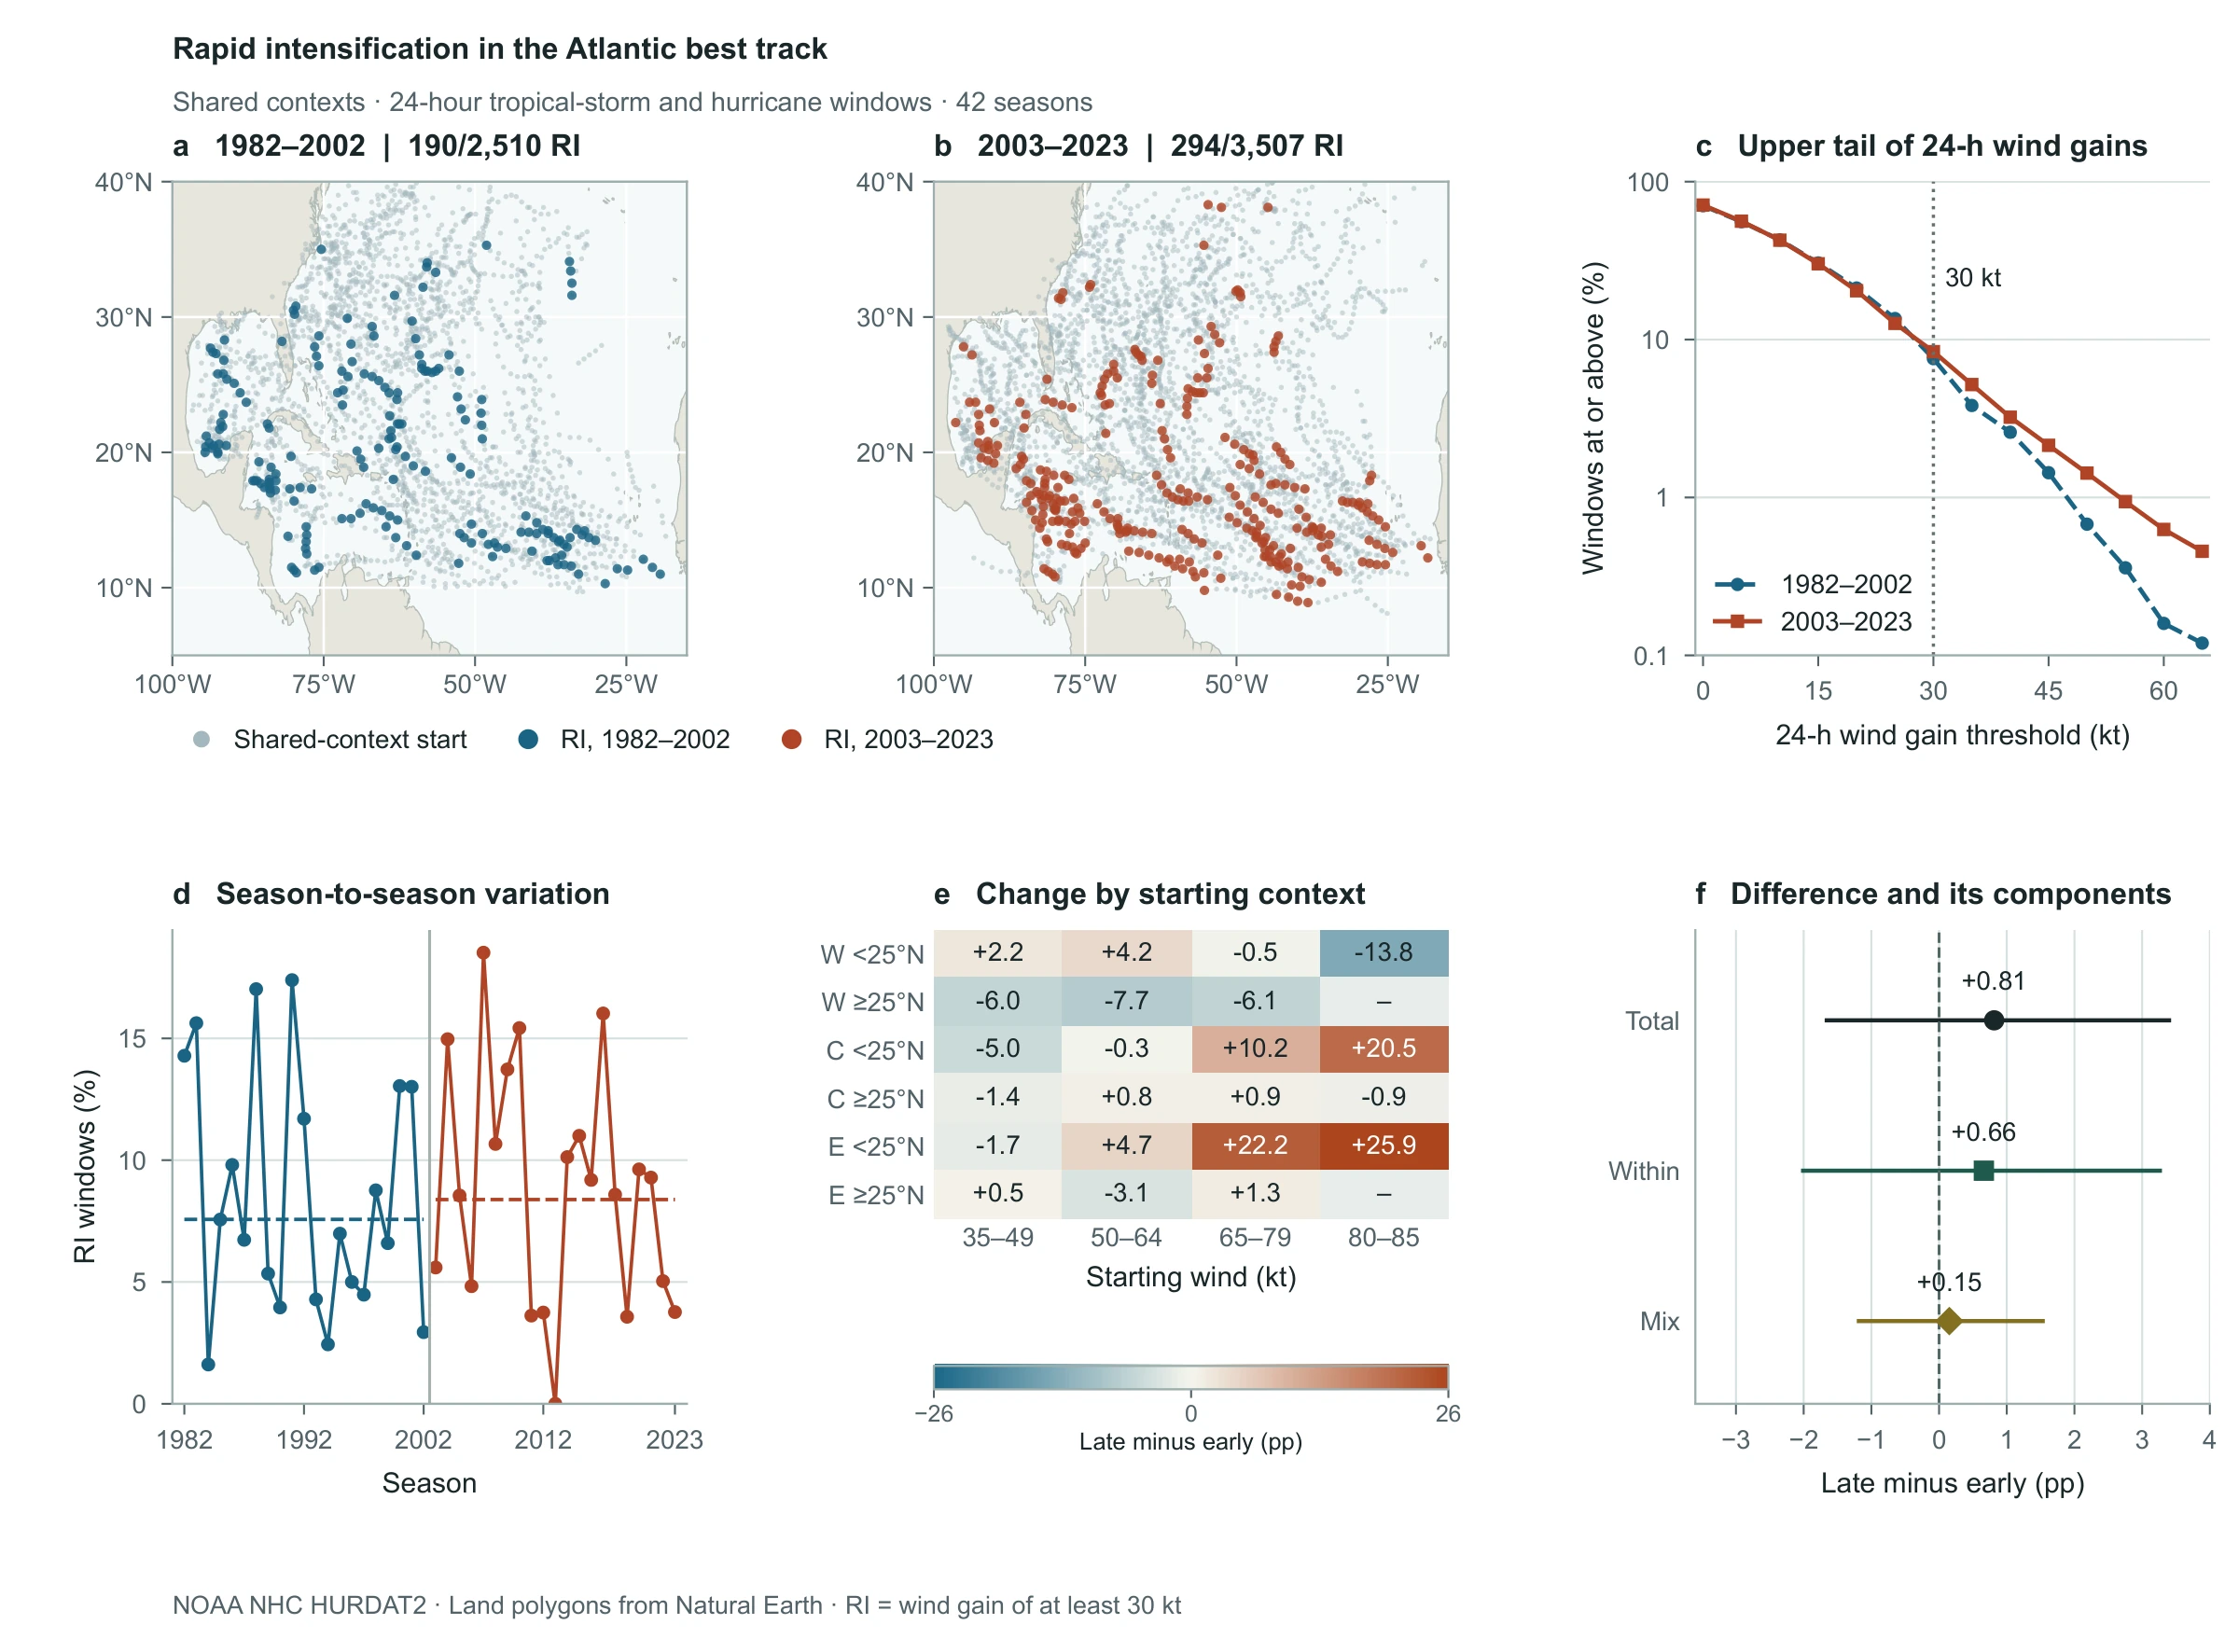 Rapid intensification in the Atlantic best track
Shared contexts · 24-hour tropical-storm and hurricane windows · 42 seasons
a 1982–2002 | 190/2,510 RI
40°N
30°N
20°N
10°N
100°W 75°W 50°W 25°W
b 2003–2023 | 294/3,507 RI
40°N
30°N
20°N
10°N
100°W 75°W 50°W 25°W
Shared-context start RI, 1982–2002 RI, 2003–2023
c Upper tail of 24-h wind gains
Windows at or above (%)
100
10
1
0.1
30 kt
1982–2002
2003–2023
0 15 30 45 60
24-h wind gain threshold (kt)
d Season-to-season variation
RI windows (%)
15
10
5
0
1982 1992 2002 2012 2023
Season
e Change by starting context
W <25°N +2.2 +4.2 -0.5 -13.8
W ≥25°N -6.0 -7.7 -6.1 –
C <25°N -5.0 -0.3 +10.2 +20.5
C ≥25°N -1.4 +0.8 +0.9 -0.9
E <25°N -1.7 +4.7 +22.2 +25.9
E ≥25°N +0.5 -3.1 +1.3 –
35–49 50–64 65–79 80–85
Starting wind (kt)
−26 0 26
Late minus early (pp)
f Difference and its components
+0.81
Total
+0.66
Within
+0.15
Mix
−3 −2 −1 0 1 2 3 4
Late minus early (pp)
NOAA NHC HURDAT2 · Land polygons from Natural Earth · RI = wind gain of at least 30 kt